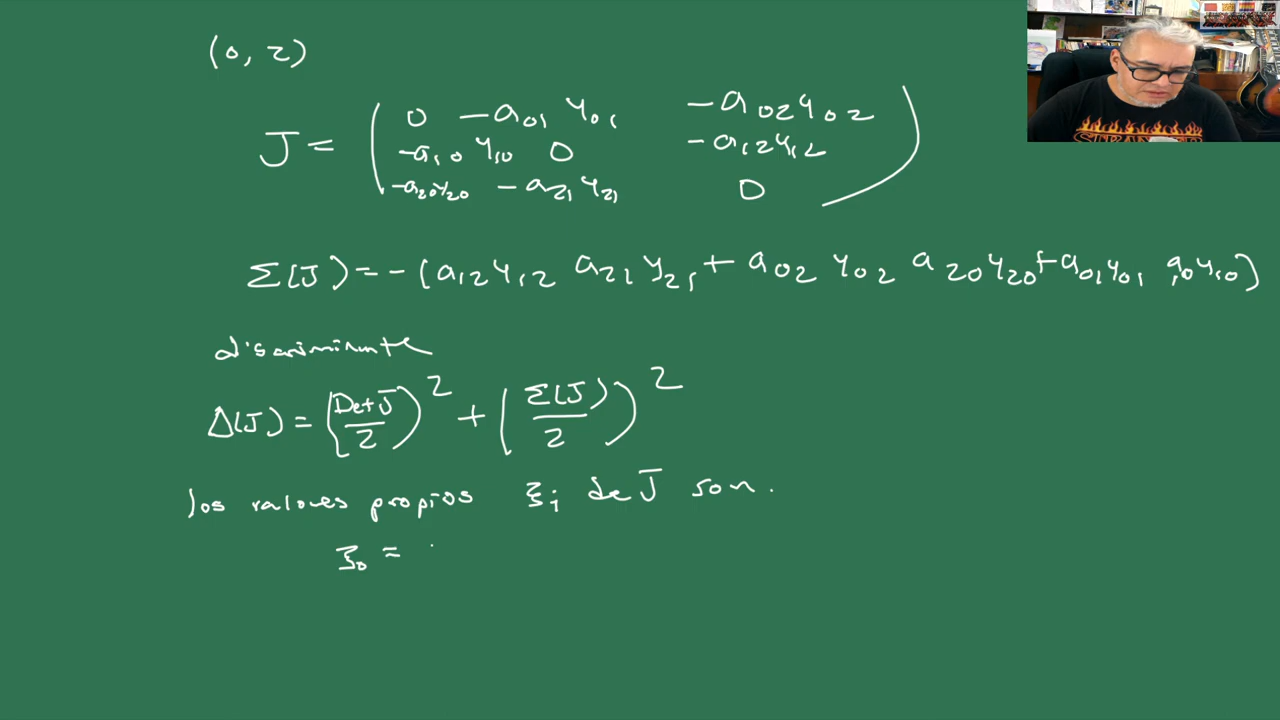 (0, 2)
J = ( 0 -a₀₁ Y₀₁ -a₀₂ Y₀₂
-a₁₀ Y₁₀ 0 -a₁₂ Y₁₂
-a₂₀ Y₂₀ -a₂₁ Y₂₁ 0 )
Σ(J) = -(a₁₂ Y₁₂ a₂₁ Y₂₁ + a₀₂ Y₀₂ a₂₀ Y₂₀ + a₀₁ Y₀₁ a₁₀ Y₁₀)
discriminante
Δ(J) = (Det J / 2)² + (Σ(J) / 2)²
los valores propios ξᵢ de J son.
ξ₀ =